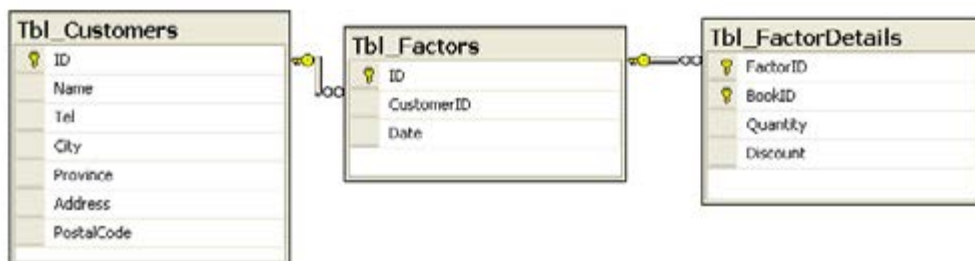 Tbl_Customers
ID
Name
Tel
City
Province
Address
PostalCode
Tbl_Factors
ID
CustomerID
Date
Tbl_FactorDetails
FactorID
BookID
Quantity
Discount